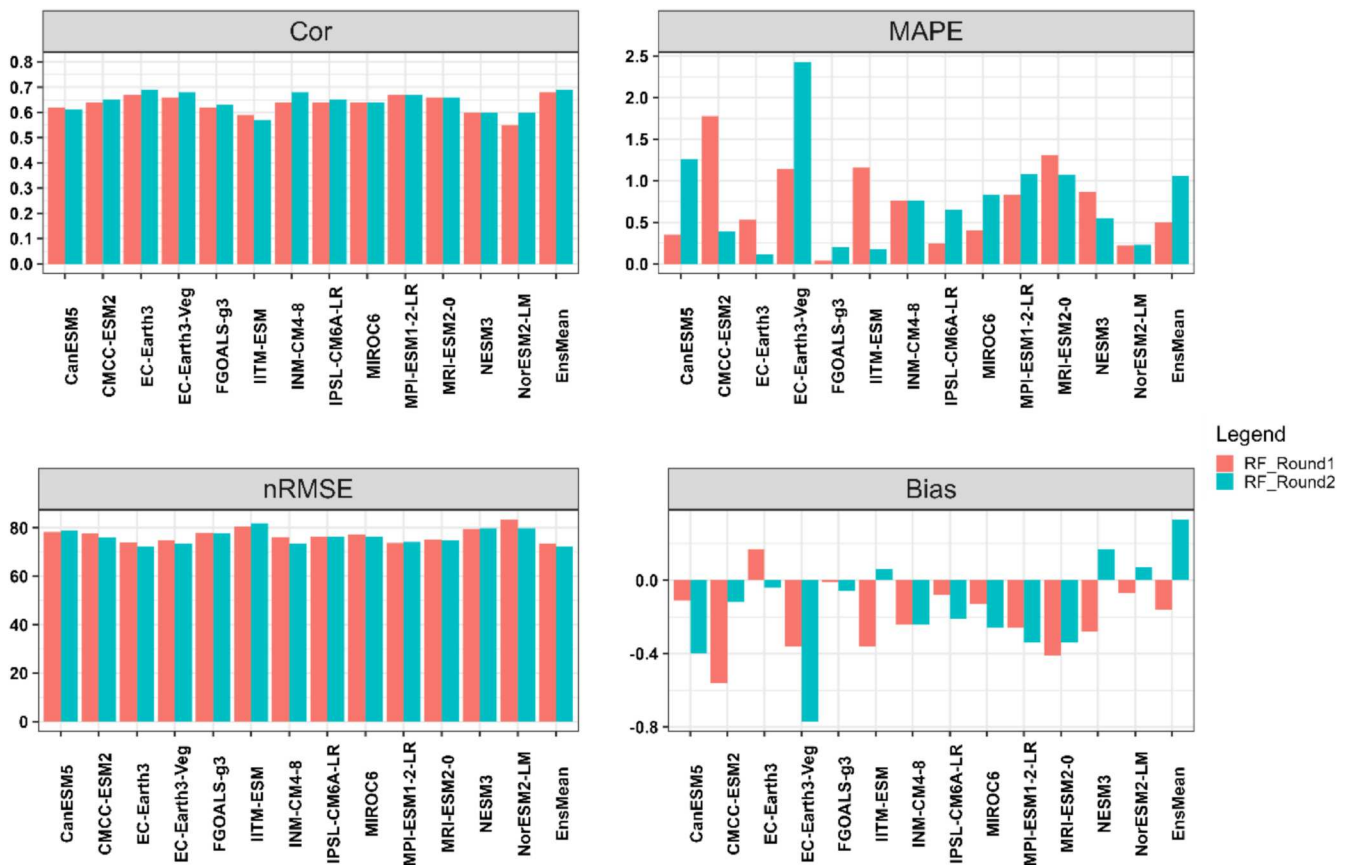 Cor
0.8
0.7
0.6
0.5
0.4
0.3
0.2
0.1
0.0
CanESM5
CMCC-ESM2
EC-Earth3
EC-Earth3-Veg
FGOALS-g3
IITM-ESM
INM-CM4-8
IPSL-CM6A-LR
MIROC6
MPI-ESM1-2-LR
MRI-ESM2-0
NESM3
NorESM2-LM
EnsMean
MAPE
2.5
2.0
1.5
1.0
0.5
0.0
CanESM5
CMCC-ESM2
EC-Earth3
EC-Earth3-Veg
FGOALS-g3
IITM-ESM
INM-CM4-8
IPSL-CM6A-LR
MIROC6
MPI-ESM1-2-LR
MRI-ESM2-0
NESM3
NorESM2-LM
EnsMean
nRMSE
80
60
40
20
0
CanESM5
CMCC-ESM2
EC-Earth3
EC-Earth3-Veg
FGOALS-g3
IITM-ESM
INM-CM4-8
IPSL-CM6A-LR
MIROC6
MPI-ESM1-2-LR
MRI-ESM2-0
NESM3
NorESM2-LM
EnsMean
Bias
0.0
-0.4
-0.8
CanESM5
CMCC-ESM2
EC-Earth3
EC-Earth3-Veg
FGOALS-g3
IITM-ESM
INM-CM4-8
IPSL-CM6A-LR
MIROC6
MPI-ESM1-2-LR
MRI-ESM2-0
NESM3
NorESM2-LM
EnsMean
Legend
RF_Round1
RF_Round2